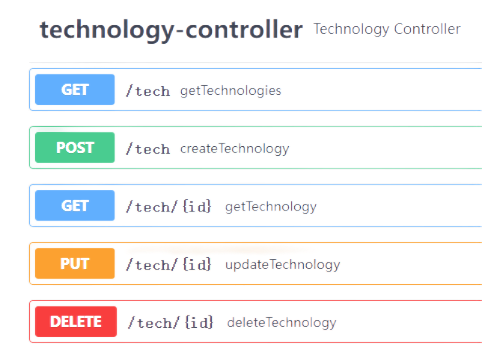 technology-controller Technology Controller
GET /tech getTechnologies
POST /tech createTechnology
GET /tech/{id} getTechnology
PUT /tech/{id} updateTechnology
DELETE /tech/{id} deleteTechnology